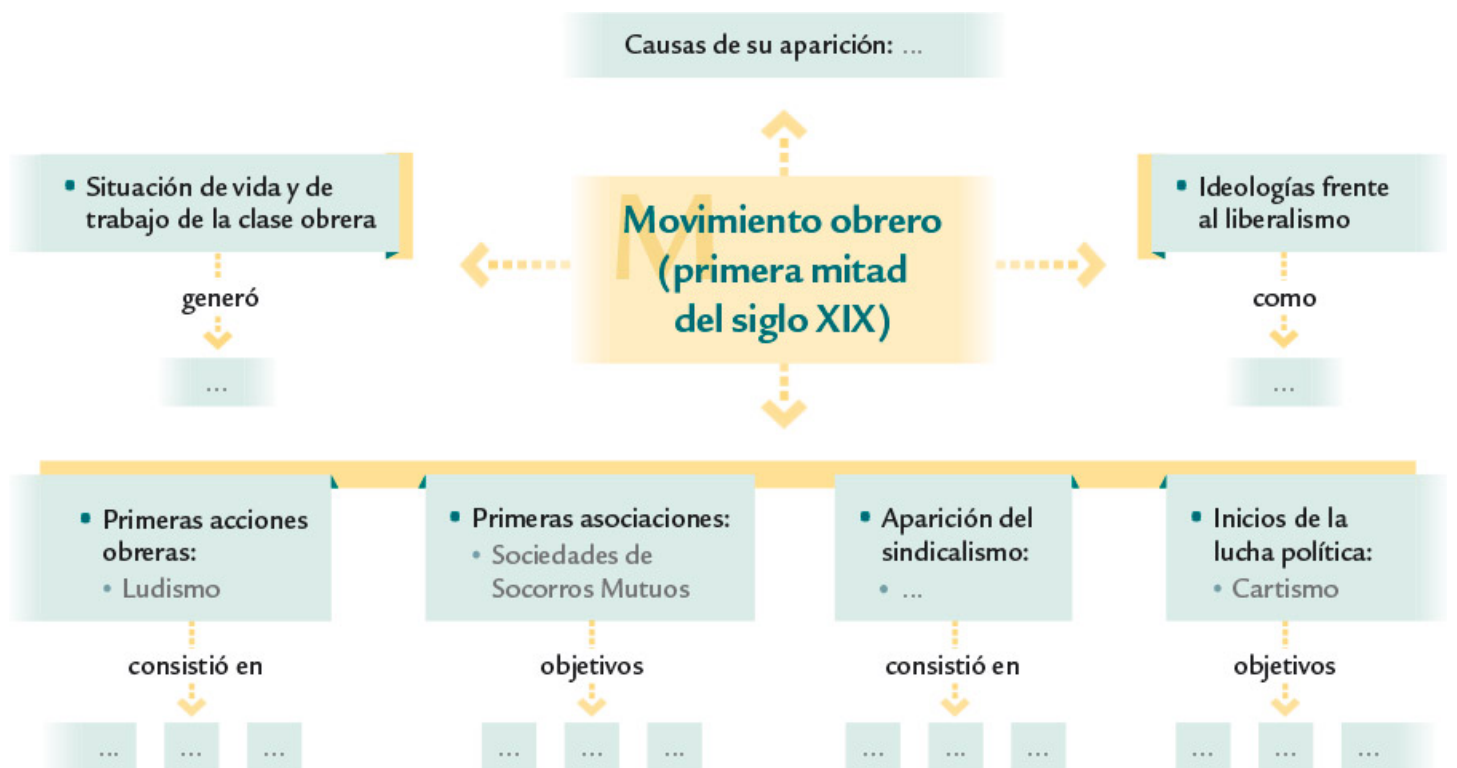 Causas de su aparición: ...
• Situación de vida y de
trabajo de la clase obrera
generó
...
Movimiento obrero
(primera mitad
del siglo XIX)
M
• Ideologías frente
al liberalismo
como
...
• Primeras acciones
obreras:
• Ludismo
consistió en
... ... ...
• Primeras asociaciones:
• Sociedades de
Socorros Mutuos
objetivos
... ... ...
• Aparición del
sindicalismo:
• ...
consistió en
... ... ...
• Inicios de la
lucha política:
• Cartismo
objetivos
... ... ...